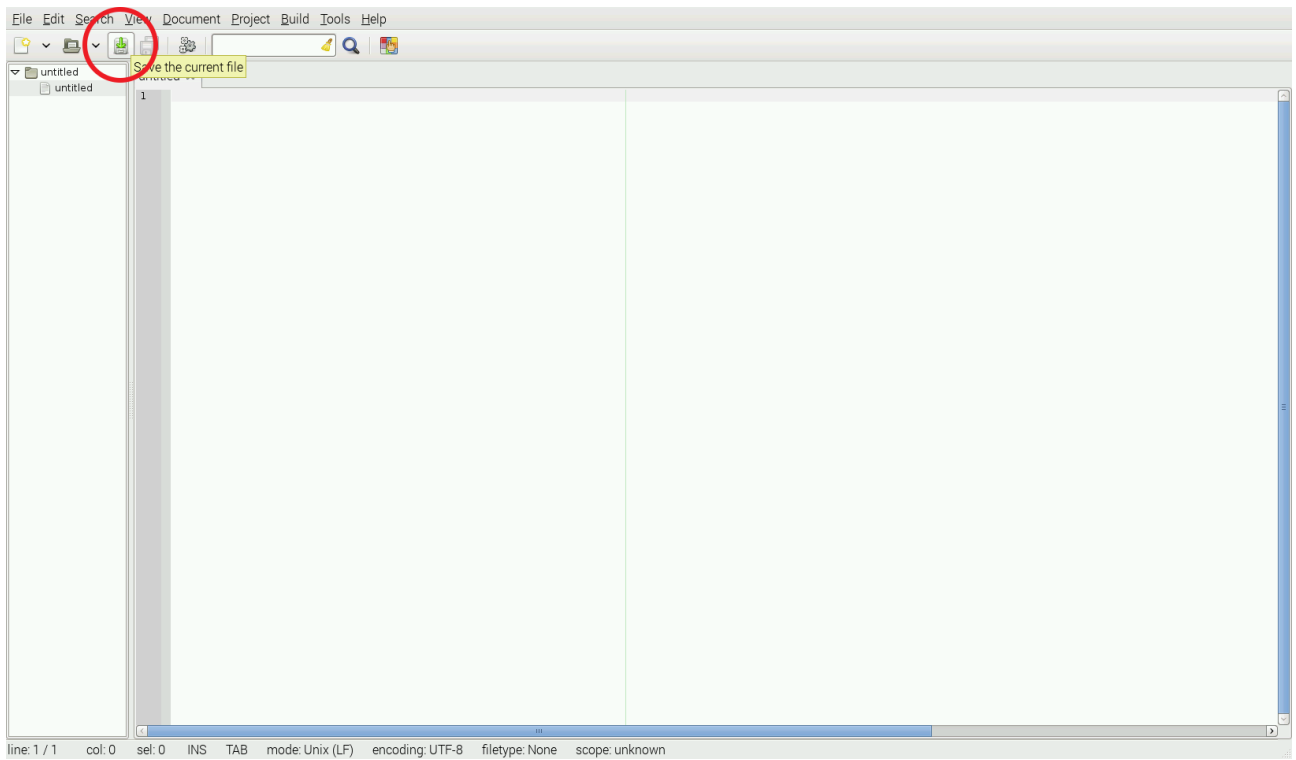 File Edit Search View Document Project Build Tools Help
Save the current file
untitled
untitled
untitled
1
line: 1 / 1 col: 0 sel: 0 INS TAB mode: Unix (LF) encoding: UTF-8 filetype: None scope: unknown